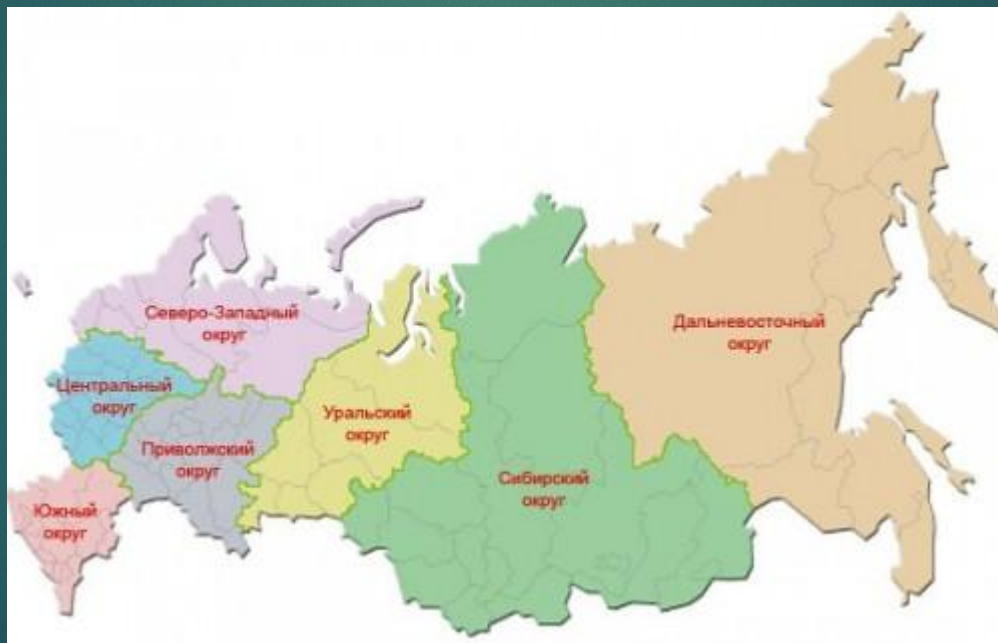 Северо-Западный
округ
Дальневосточный
округ
Центральный
округ
Уральский
округ
Приволжский
округ
Сибирский
округ
Южный
округ